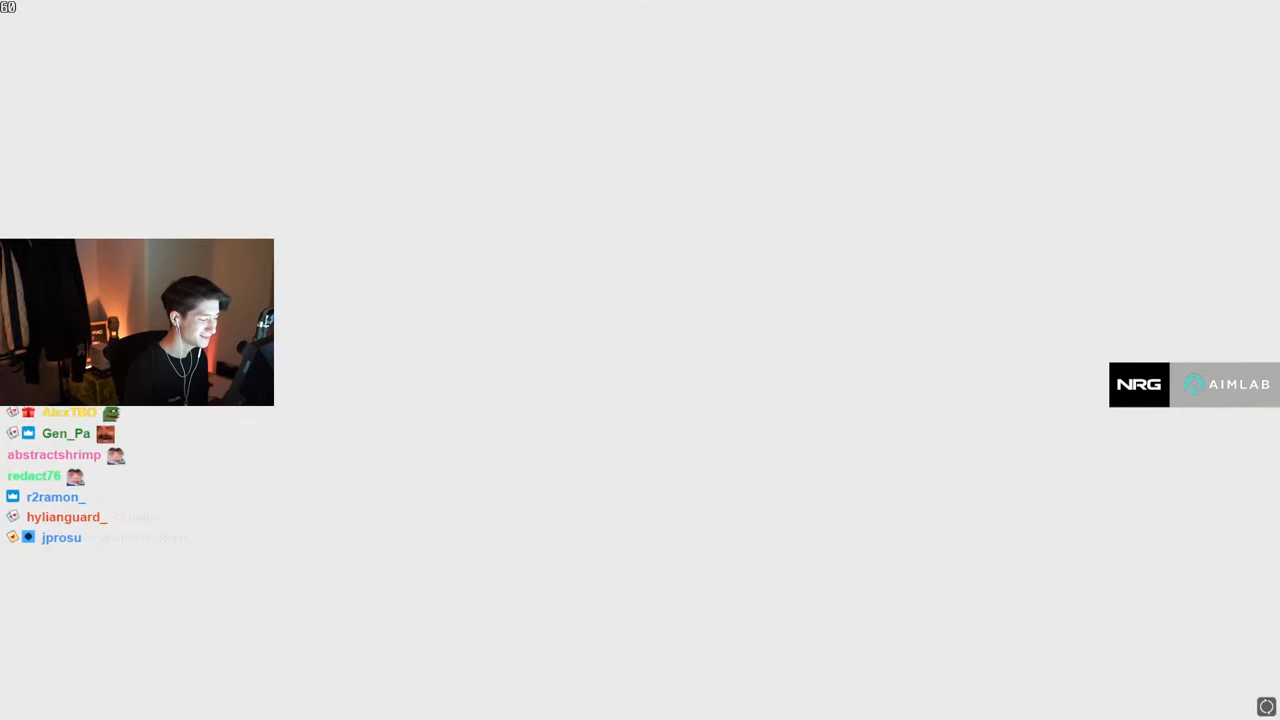 60
NRG AIMLAB
AlexTBO
Gen_Pa
abstractshrimp
redact76
r2ramon_
hylianguard_
jprosu